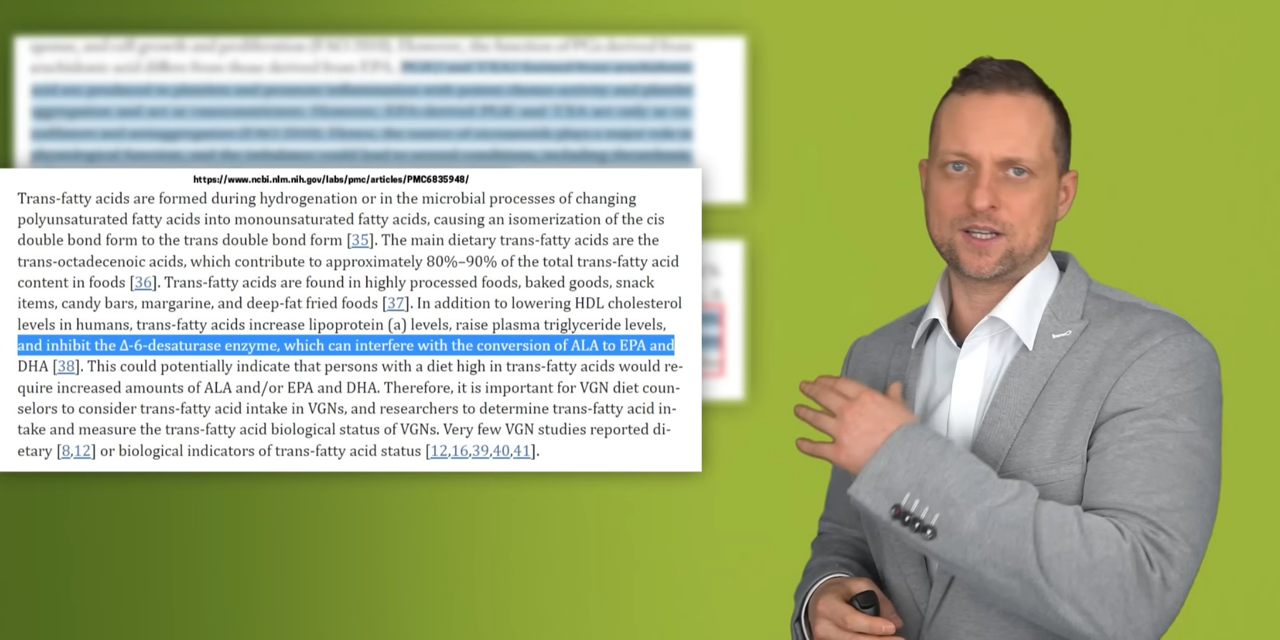 https://www.ncbi.nlm.nih.gov/labs/pmc/articles/PMC6835948/
Trans-fatty acids are formed during hydrogenation or in the microbial processes of changing
polyunsaturated fatty acids into monounsaturated fatty acids, causing an isomerization of the cis
double bond form to the trans double bond form [35]. The main dietary trans-fatty acids are the
trans-octadecenoic acids, which contribute to approximately 80%–90% of the total trans-fatty acid
content in foods [36]. Trans-fatty acids are found in highly processed foods, baked goods, snack
items, candy bars, margarine, and deep-fat fried foods [37]. In addition to lowering HDL cholesterol
levels in humans, trans-fatty acids increase lipoprotein (a) levels, raise plasma triglyceride levels,
and inhibit the Δ-6-desaturase enzyme, which can interfere with the conversion of ALA to EPA and
DHA [38]. This could potentially indicate that persons with a diet high in trans-fatty acids would re-
quire increased amounts of ALA and/or EPA and DHA. Therefore, it is important for VGN diet coun-
selors to consider trans-fatty acid intake in VGNs, and researchers to determine trans-fatty acid in-
take and measure the trans-fatty acid biological status of VGNs. Very few VGN studies reported di-
etary [8,12] or biological indicators of trans-fatty acid status [12,16,39,40,41].